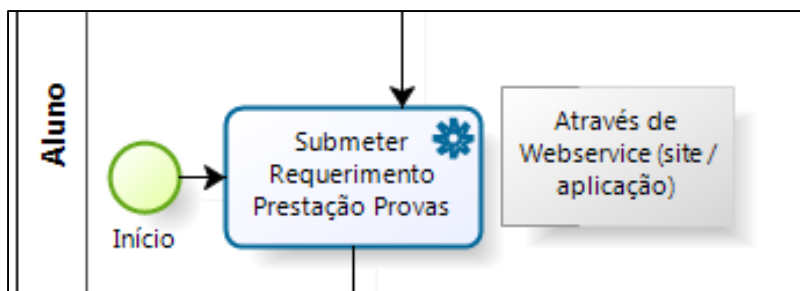 Aluno
Início
Submeter
Requerimento
Prestação Provas
Através de
Webservice (site /
aplicação)